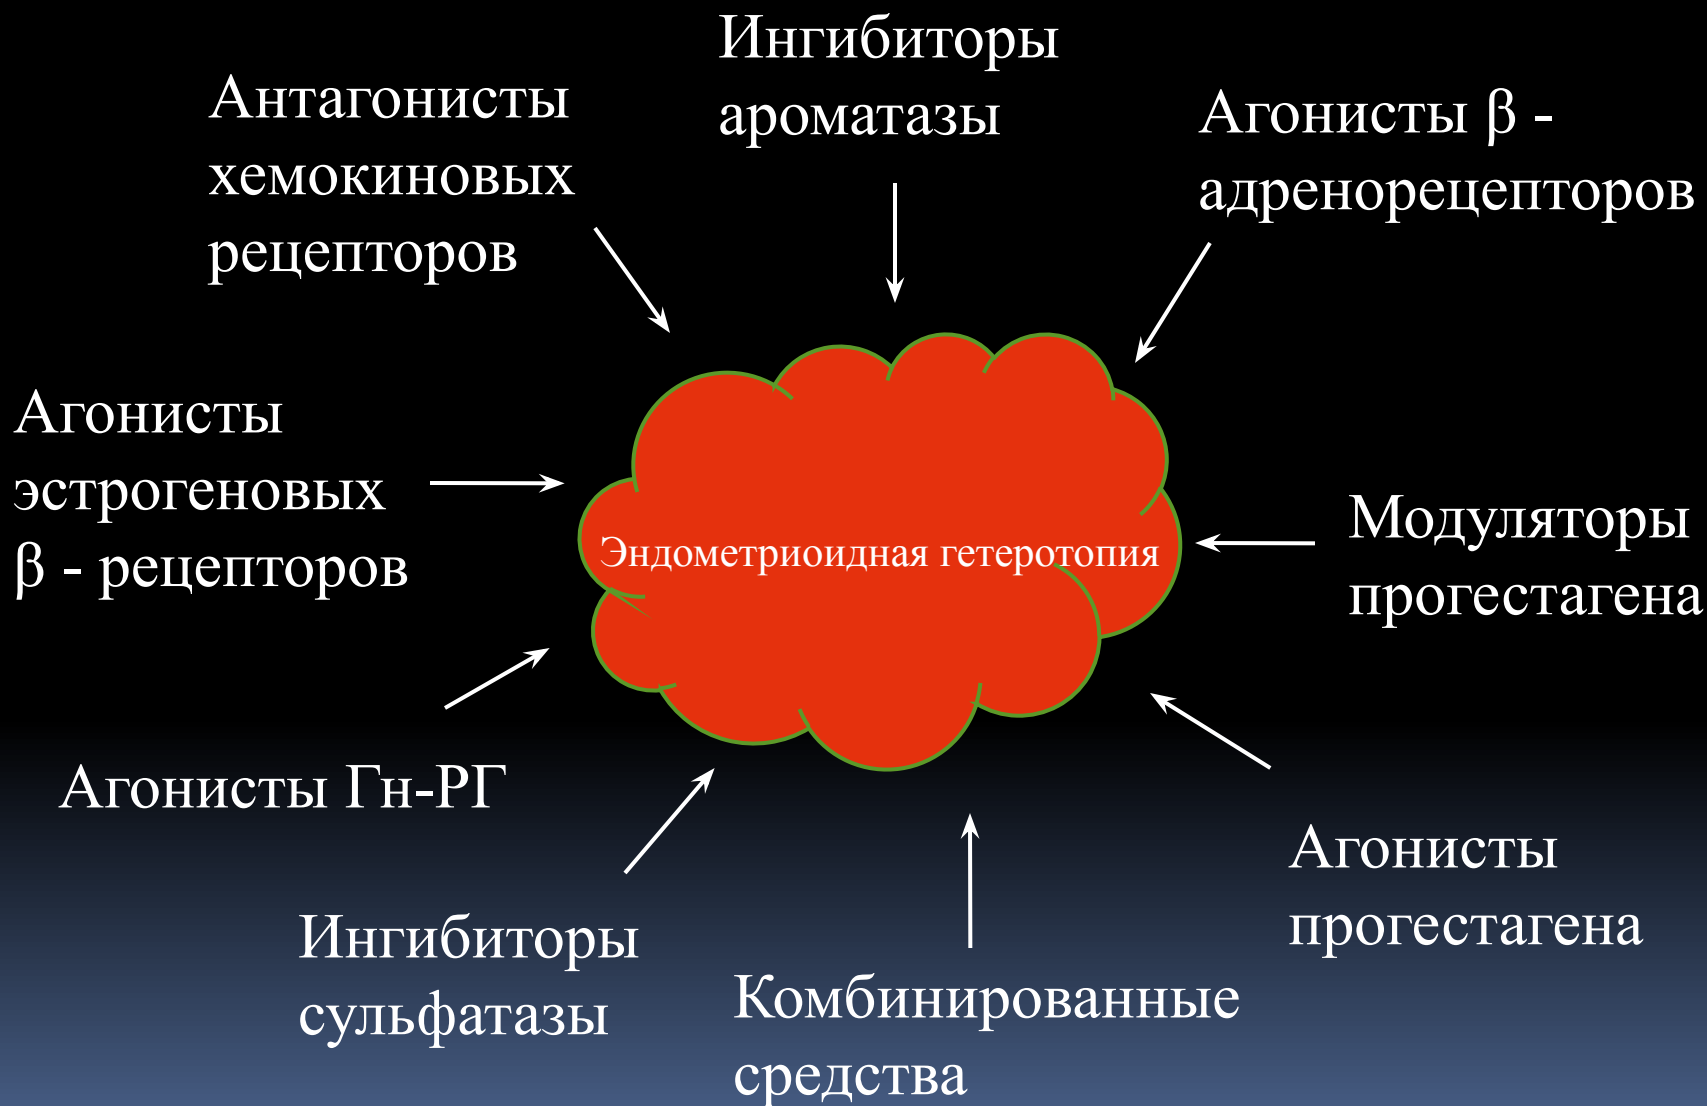 Ингибиторы
ароматазы
Антагонисты
хемокиновых
рецепторов
Агонисты β -
адренорецепторов
Агонисты
эстрогеновых
β - рецепторов
Эндометриоидная гетеротопия
Модуляторы
прогестагена
Агонисты Гн-РГ
Агонисты
прогестагена
Ингибиторы
сульфатазы
Комбинированные
средства